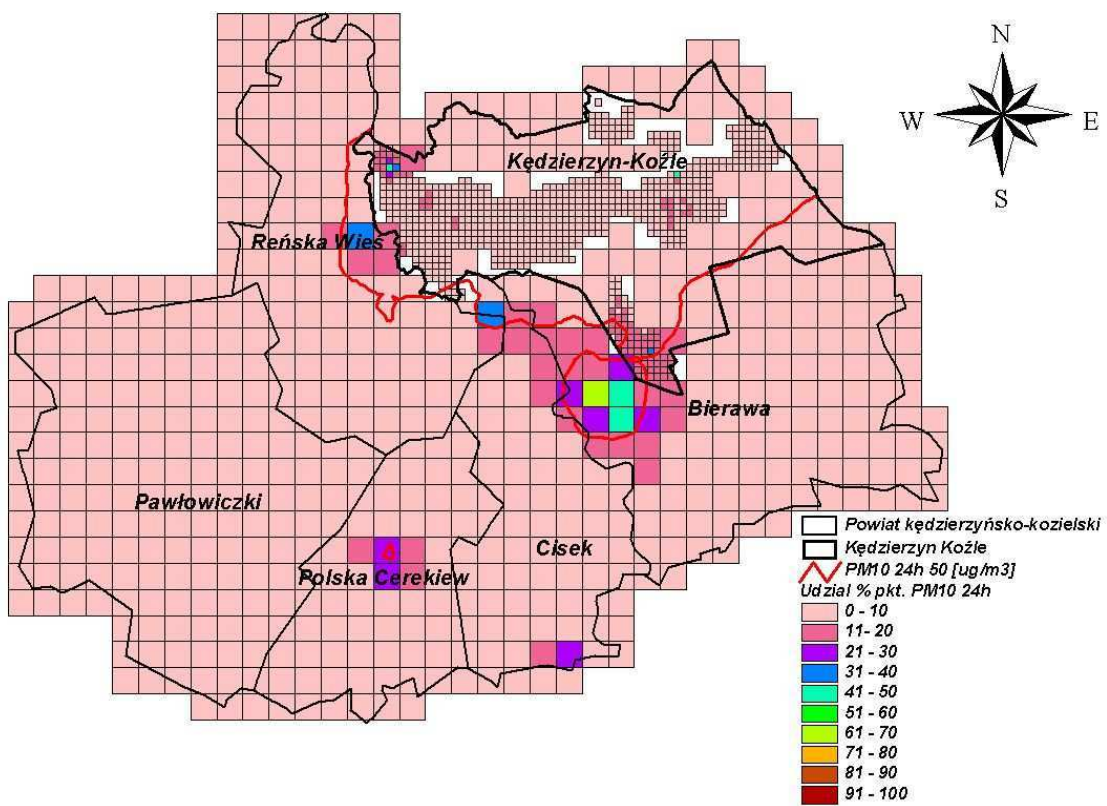 N
W
E
S
Kędzierzyn-Koźle
Reńska Wieś
Bierawa
Pawłowiczki
Cisek
Polska Cerekiew
Powiat kędzierzyńsko-kozielski
Kędzierzyn Koźle
PM10 24h 50 [ug/m3]
Udzial % pkt. PM10 24h
0 - 10
11- 20
21 - 30
31 - 40
41 - 50
51 - 60
61 - 70
71 - 80
81 - 90
91 - 100